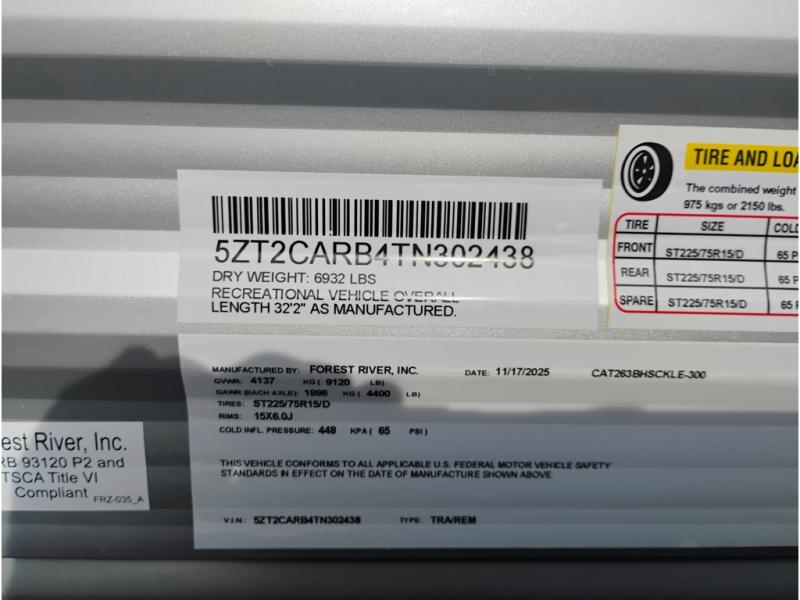 5ZT2CARB4TN302438
DRY WEIGHT: 6932 LBS
RECREATIONAL VEHICLE OVERALL
LENGTH 32'2" AS MANUFACTURED.
TIRE AND LOA
The combined weight
975 kgs or 2150 lbs.
TIRE SIZE COLD
FRONT ST225/75R15/D 65 P
REAR ST225/75R15/D 65 P
SPARE ST225/75R15/D 65 P
MANUFACTURED BY: FOREST RIVER, INC. DATE: 11/17/2025 CAT263BHSCKLE-300
GVWR: 4137 KG ( 9120 LB)
GAWR (EACH AXLE): 1996 KG ( 4400 LB)
TIRES: ST225/75R15/D
RIMS: 15X6.0J
COLD INFL. PRESSURE: 448 KPA ( 65 PSI )
THIS VEHICLE CONFORMS TO ALL APPLICABLE U.S. FEDERAL MOTOR VEHICLE SAFETY
STANDARDS IN EFFECT ON THE DATE OF MANUFACTURE SHOWN ABOVE.
V.I.N.: 5ZT2CARB4TN302438 TYPE: TRA/REM
est River, Inc.
RB 93120 P2 and
TSCA Title VI
Compliant FRZ-035_A